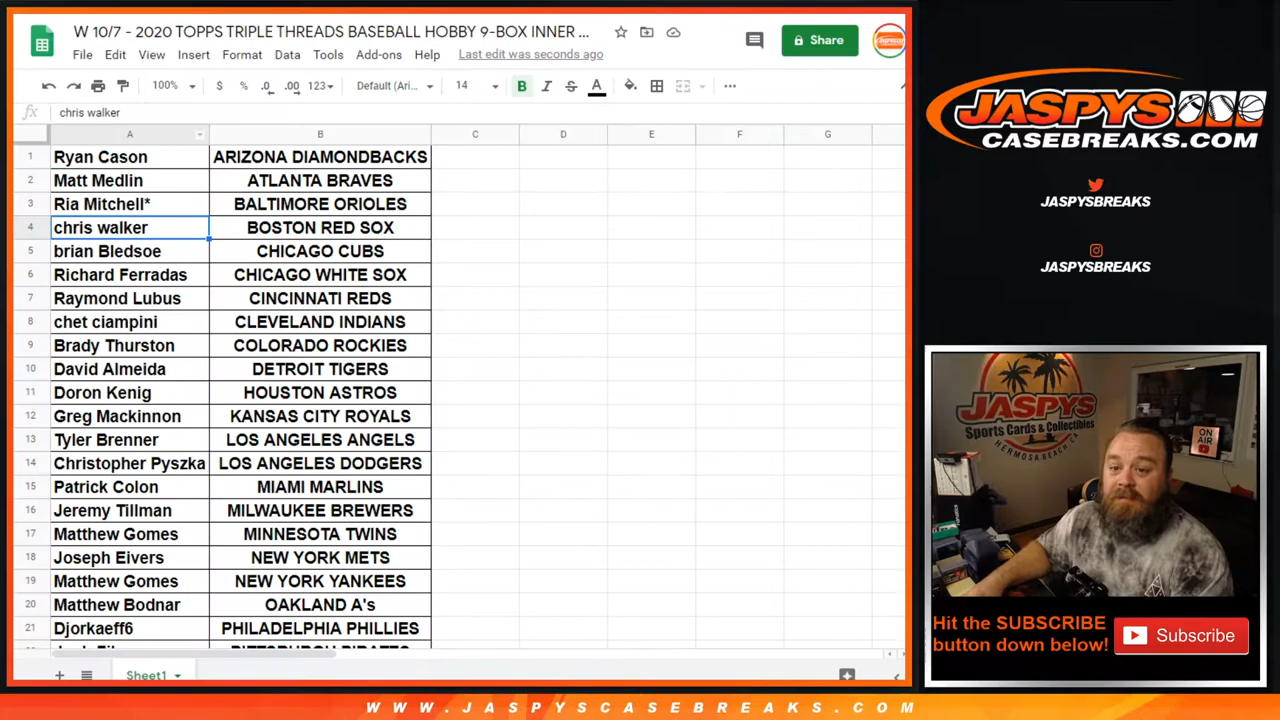 W 10/7 - 2020 TOPPS TRIPLE THREADS BASEBALL HOBBY 9-BOX INNER ...
Share
File Edit View Insert Format Data Tools Add-ons Help Last edit was seconds ago
100% $ % .0 .00 123 Default (Ari... 14 B I S A
fx chris walker
A B C D E F G
1 Ryan Cason ARIZONA DIAMONDBACKS
2 Matt Medlin ATLANTA BRAVES
3 Ria Mitchell* BALTIMORE ORIOLES
4 chris walker BOSTON RED SOX
5 brian Bledsoe CHICAGO CUBS
6 Richard Ferradas CHICAGO WHITE SOX
7 Raymond Lubus CINCINNATI REDS
8 chet ciampini CLEVELAND INDIANS
9 Brady Thurston COLORADO ROCKIES
10 David Almeida DETROIT TIGERS
11 Doron Kenig HOUSTON ASTROS
12 Greg Mackinnon KANSAS CITY ROYALS
13 Tyler Brenner LOS ANGELES ANGELS
14 Christopher Pyszka LOS ANGELES DODGERS
15 Patrick Colon MIAMI MARLINS
16 Jeremy Tillman MILWAUKEE BREWERS
17 Matthew Gomes MINNESOTA TWINS
18 Joseph Eivers NEW YORK METS
19 Matthew Gomes NEW YORK YANKEES
20 Matthew Bodnar OAKLAND A's
21 Djorkaeff6 PHILADELPHIA PHILLIES
PITTSBURGH PIRATES
Sheet1
JASPYS
CASEBREAKS.COM
JASPYSBREAKS
JASPYSBREAKS
JASPYS
Sports Cards & Collectibles
HERMOSA BEACH, CA
ON
AIR
Hit the SUBSCRIBE
button down below!
Subscribe
WWW.JASPYSCASEBREAKS.COM